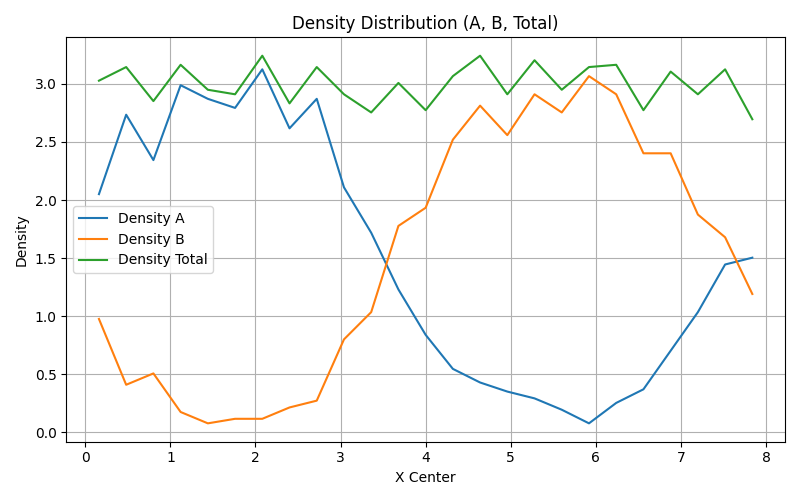 Density Distribution (A, B, Total)
Density
3.0
2.5
2.0
1.5
1.0
0.5
0.0
Density A
Density B
Density Total
0 1 2 3 4 5 6 7 8
X Center